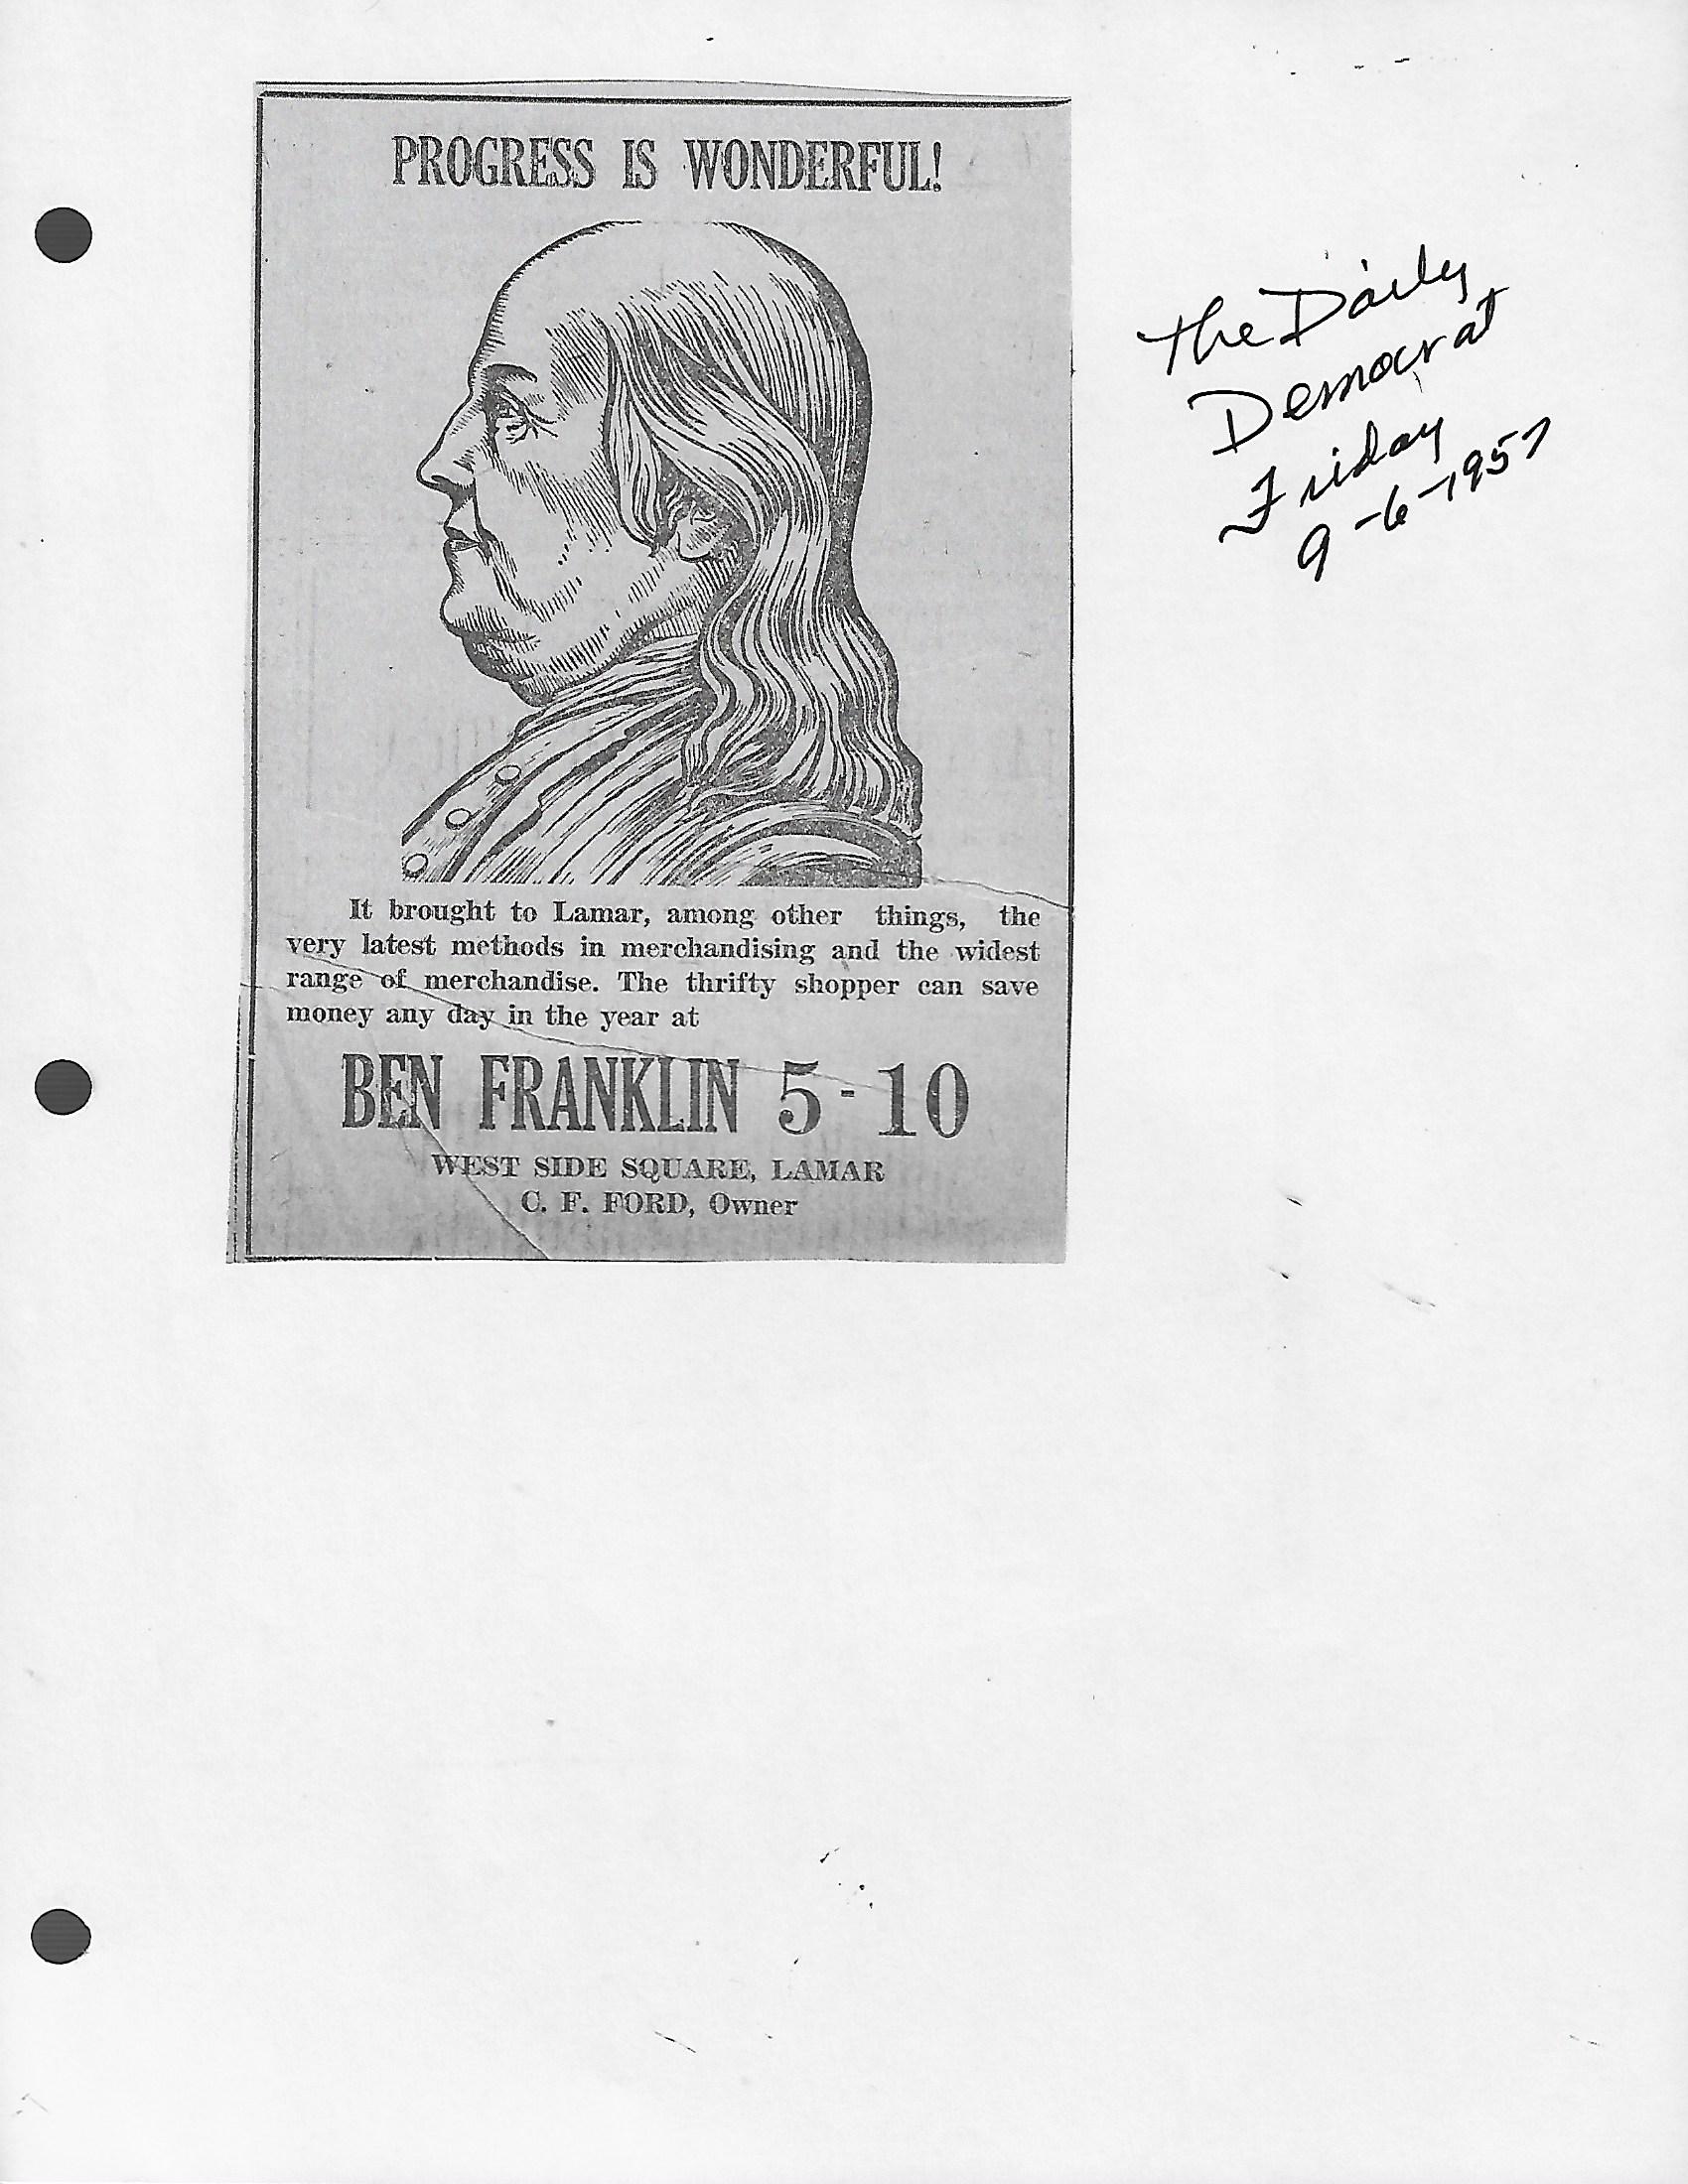 PROGRESS IS WONDERFUL!
It brought to Lamar, among other things, the
very latest methods in merchandising and the widest
range of merchandise. The thrifty shopper can save
money any day in the year at
BEN FRANKLIN 5-10
WEST SIDE SQUARE, LAMAR
C. F. FORD, Owner
The Daily
Democrat
Friday
9-6-1957